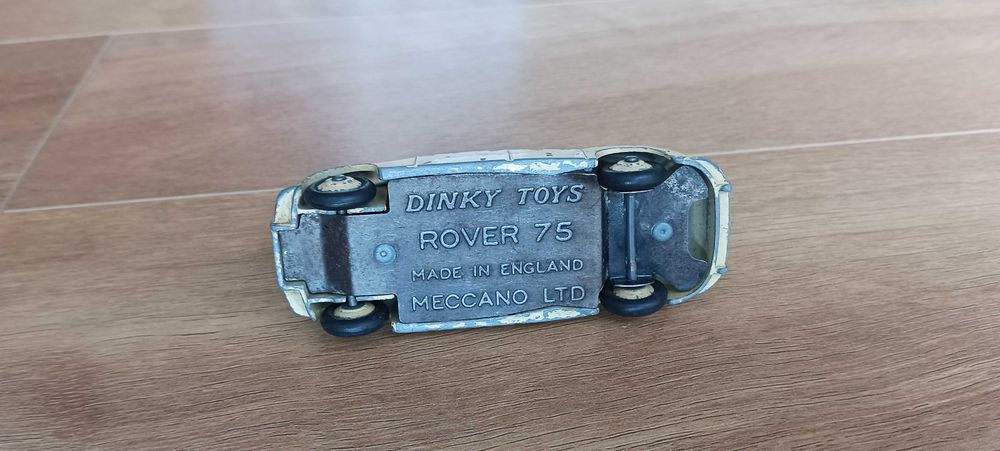 DINKY TOYS
ROVER 75
MADE IN ENGLAND
MECCANO LTD